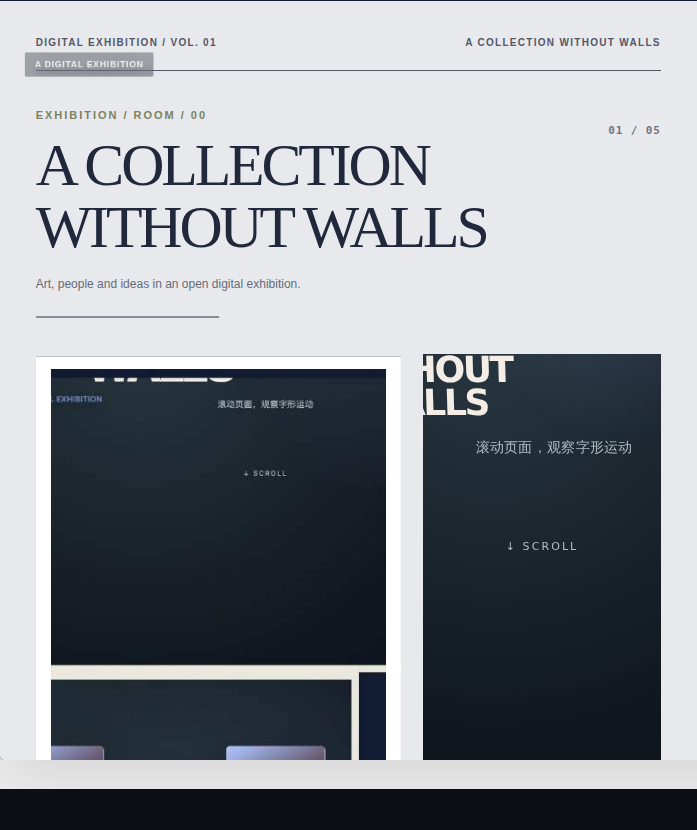 DIGITAL EXHIBITION / VOL. 01
A COLLECTION WITHOUT WALLS
A DIGITAL EXHIBITION
EXHIBITION / ROOM / 00
01 / 05
A COLLECTION
WITHOUT WALLS
Art, people and ideas in an open digital exhibition.
EXHIBITION
滚动页面，观察字形运动
↓ SCROLL
HOUT
LLS
滚动页面，观察字形运动
↓ SCROLL